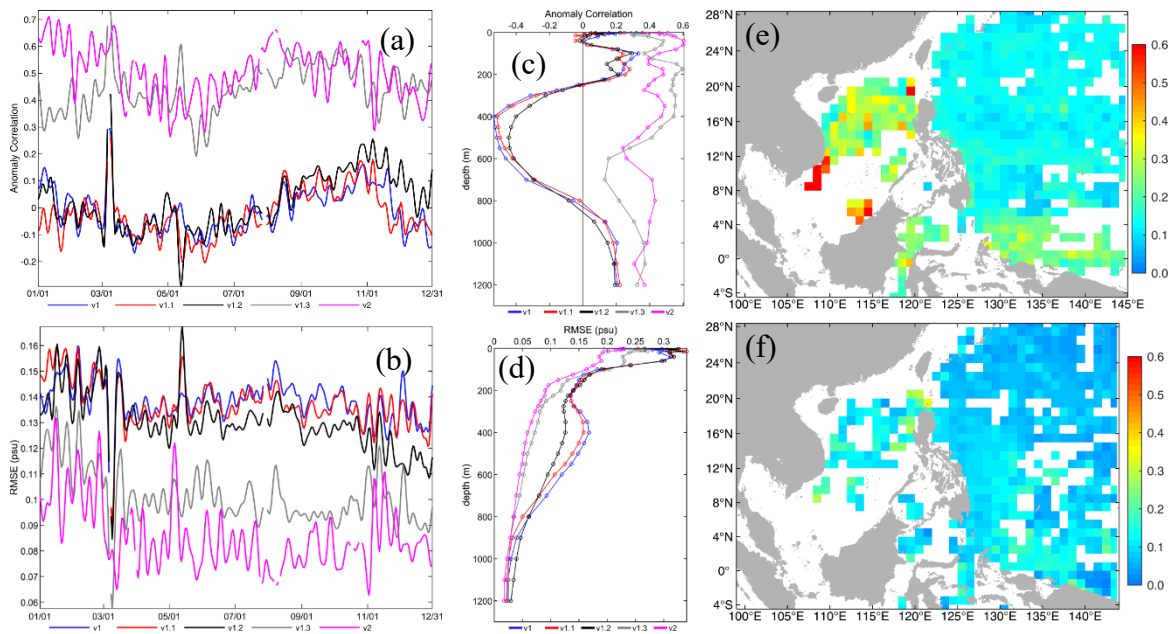 (a)
Anomaly Correlation
0.7
0.6
0.5
0.4
0.3
0.2
0.1
0
-0.1
-0.2
01/01 03/01 05/01 07/01 09/01 11/01 12/31
v1 v1.1 v1.2 v1.3 v2
(b)
RMSE (psu)
0.16
0.15
0.14
0.13
0.12
0.11
0.1
0.09
0.08
0.07
0.06
01/01 03/01 05/01 07/01 09/01 11/01 12/31
v1 v1.1 v1.2 v1.3 v2
Anomaly Correlation
-0.4 -0.2 0 0.2 0.4 0.6
(c)
depth (m)
0
200
400
600
800
1000
1200
v1 v1.1 v1.2 v1.3 v2
RMSE (psu)
0 0.05 0.1 0.15 0.2 0.25 0.3
(d)
depth (m)
0
200
400
600
800
1000
1200
v1 v1.1 v1.2 v1.3 v2
(e)
28°N
24°N
20°N
16°N
12°N
8°N
4°N
0°
4°S
100°E 105°E 110°E 115°E 120°E 125°E 130°E 135°E 140°E 145°E
0.6
0.5
0.4
0.3
0.2
0.1
0.0
(f)
28°N
24°N
20°N
16°N
12°N
8°N
4°N
0°
4°S
100°E 105°E 110°E 115°E 120°E 125°E 130°E 135°E 140°E
0.6
0.5
0.4
0.3
0.2
0.1
0.0